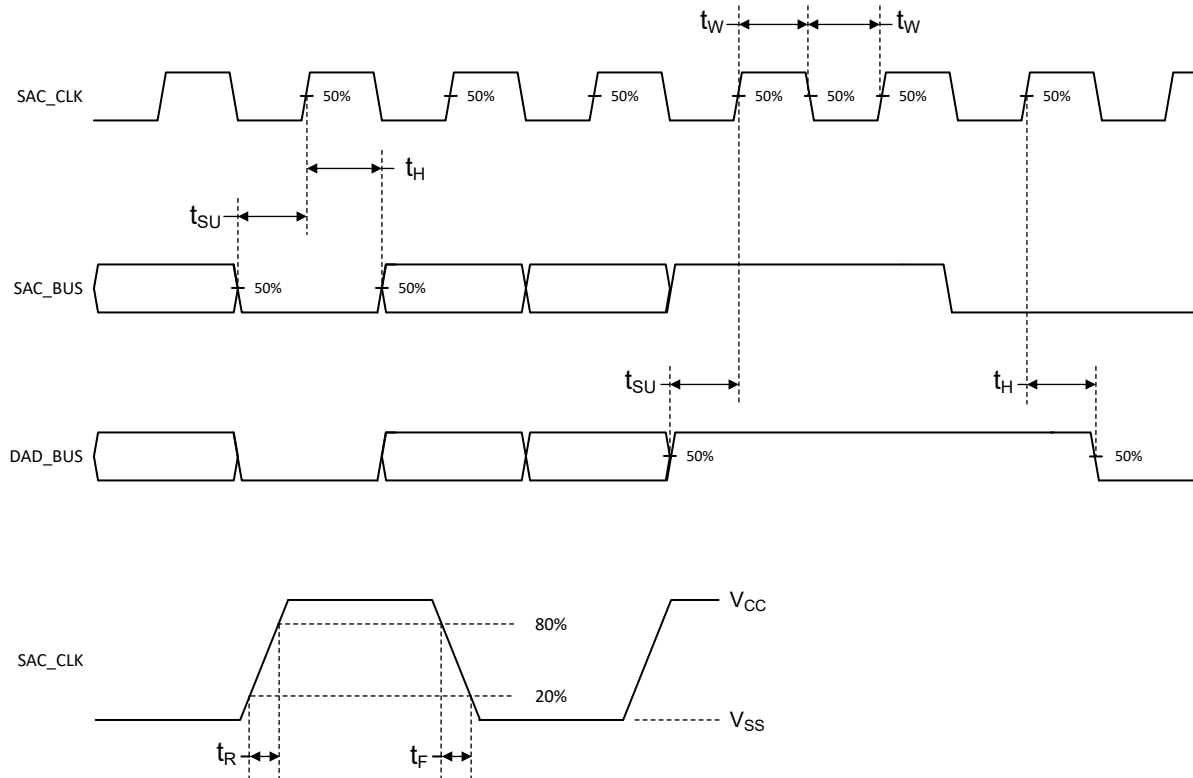 tW tW
SAC_CLK 50% 50% 50% 50% 50% 50% 50%
tH
tSU
SAC_BUS 50% 50%
tSU tH
DAD_BUS 50% 50%
VCC
80%
SAC_CLK
20%
VSS
tR tF